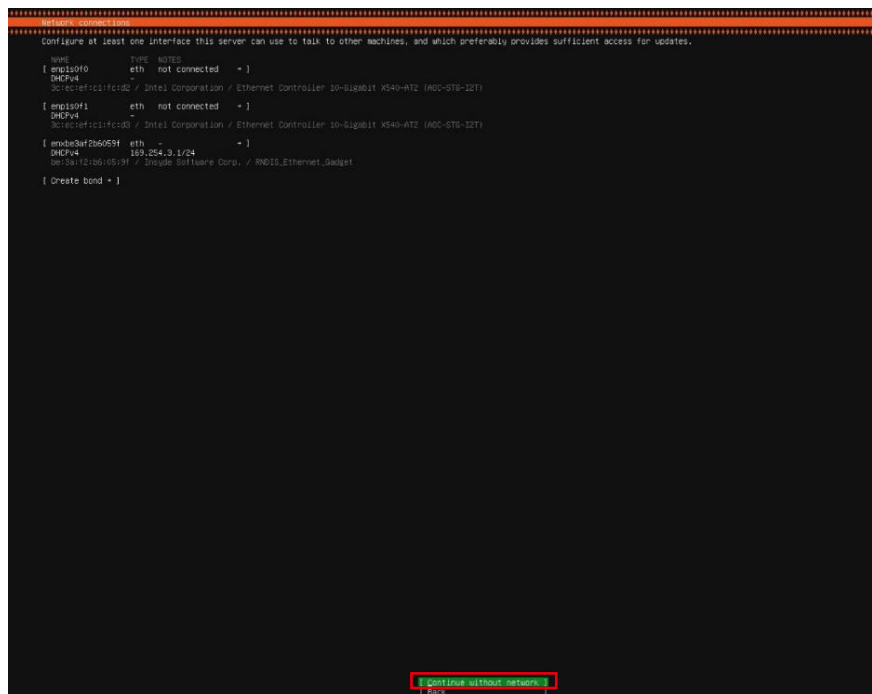 Network connections
Configure at least one interface this server can use to talk to other machines, and which preferably provides sufficient access for updates.
NAME TYPE NOTES
[ enp1s0f0 eth not connected ▸ ]
DHCPv4 -
3c:ec:ef:c1:fc:d2 / Intel Corporation / Ethernet Controller 10-Gigabit X540-AT2 (AOC-STG-I2T)
[ enp1s0f1 eth not connected ▸ ]
DHCPv4 -
3c:ec:ef:c1:fc:d3 / Intel Corporation / Ethernet Controller 10-Gigabit X540-AT2 (AOC-STG-I2T)
[ enxbe3af2b6059f eth - ▸ ]
DHCPv4 169.254.3.1/24
be:3a:f2:b6:05:9f / Insyde Software Corp. / RNDIS_Ethernet_Gadget
[ Create bond ▸ ]
[ Continue without network ]
[ Back ]